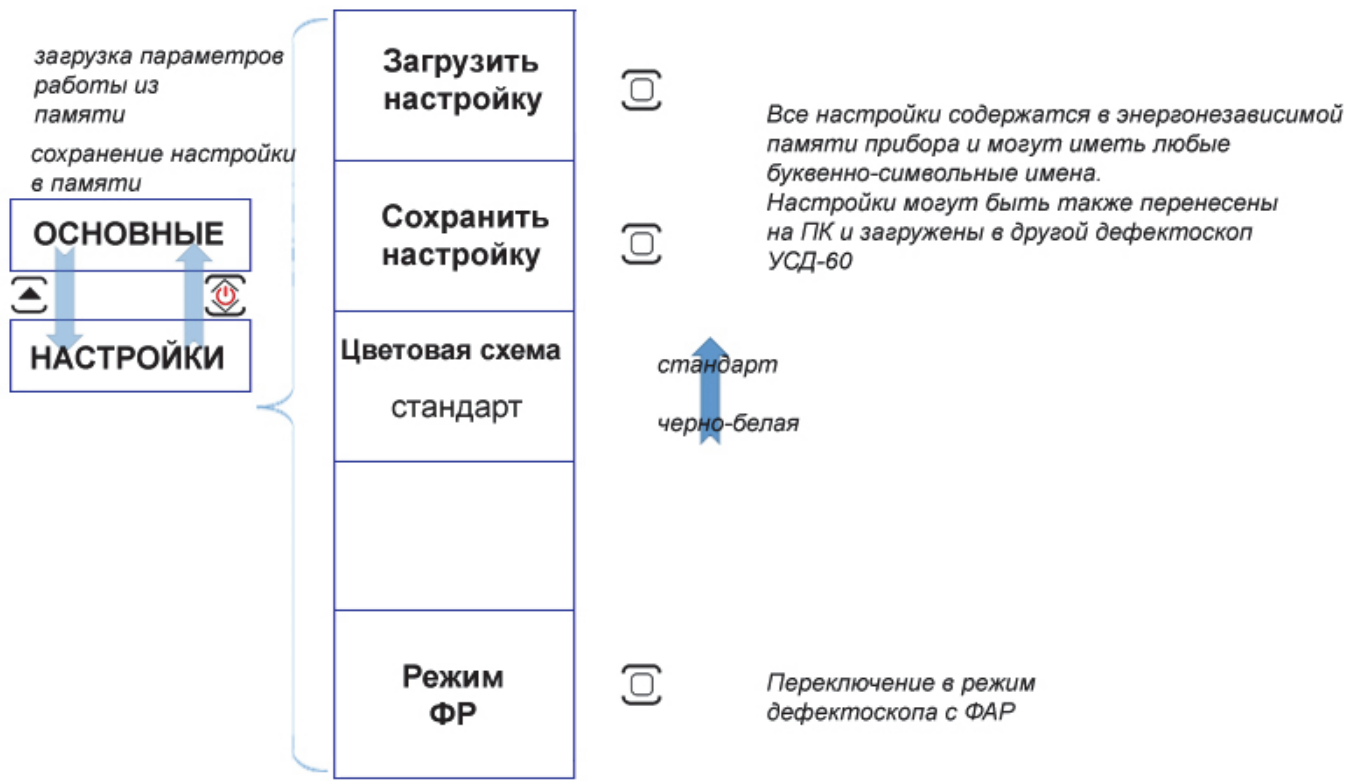 загрузка параметров
работы из
памяти
сохранение настройки
в памяти
ОСНОВНЫЕ
НАСТРОЙКИ
Загрузить
настройку
Сохранить
настройку
Цветовая схема
стандарт
Режим
ФР
Все настройки содержатся в энергонезависимой
памяти прибора и могут иметь любые
буквенно-символьные имена.
Настройки могут быть также перенесены
на ПК и загружены в другой дефектоскоп
УСД-60
стандарт
черно-белая
Переключение в режим
дефектоскопа с ФАР